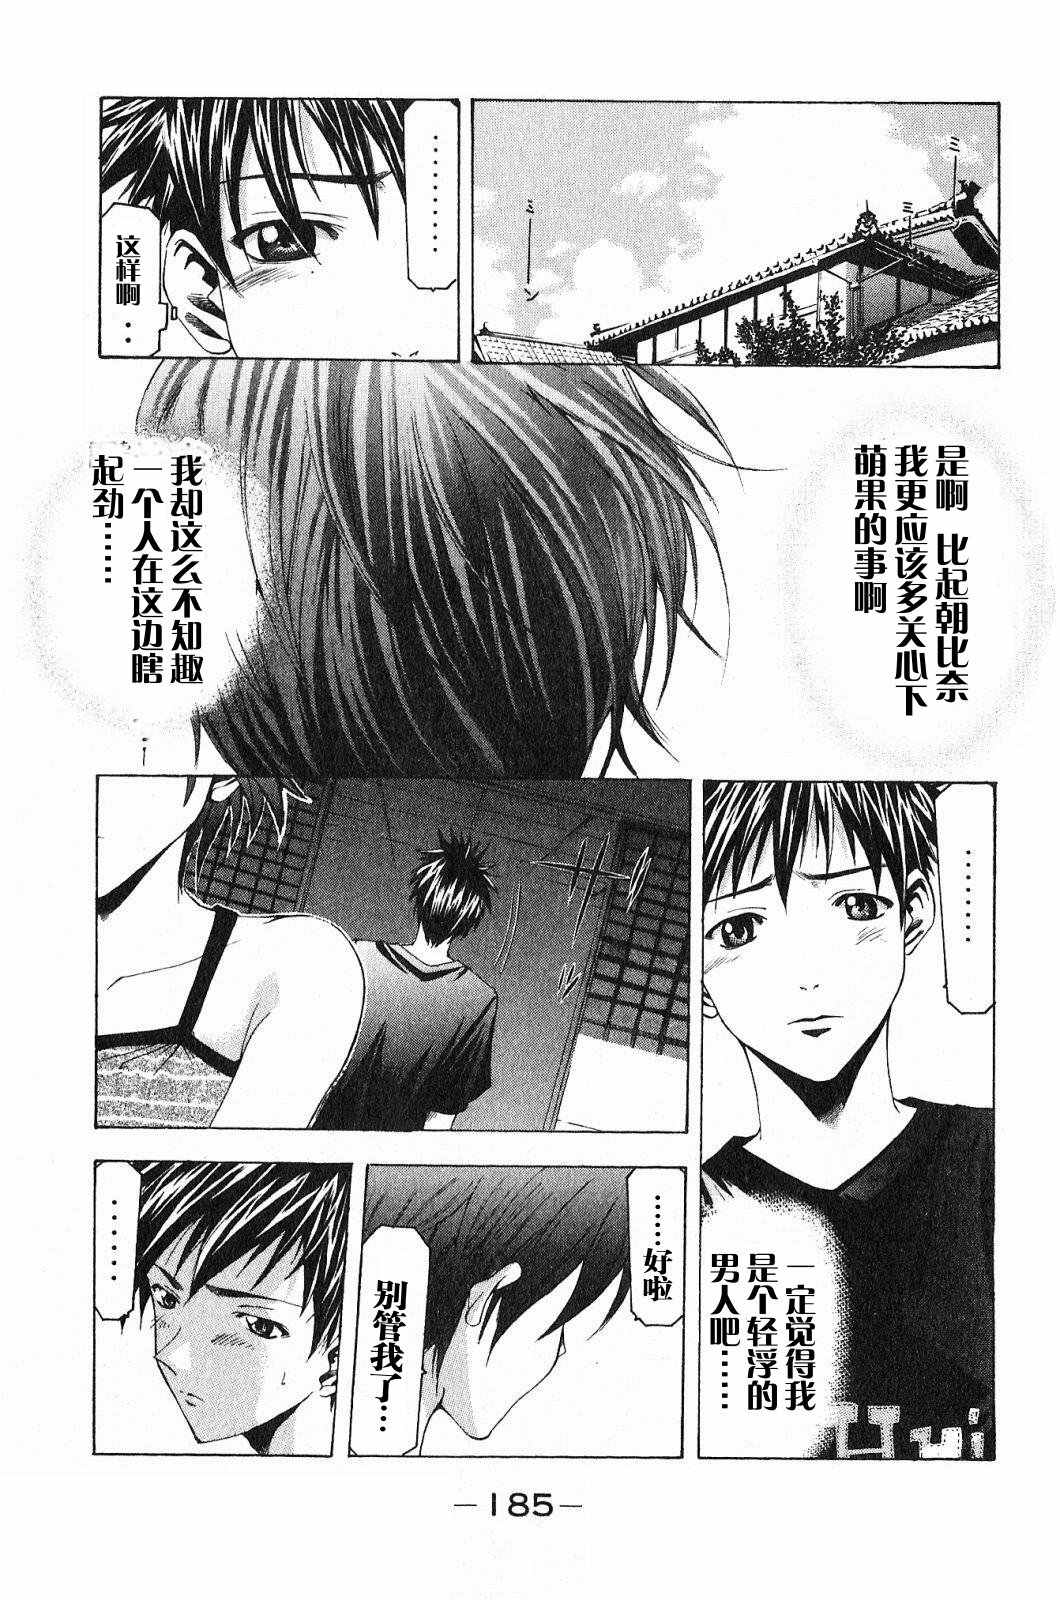 ミーン
ミーン
………
这样啊‥
是啊 比起朝比奈
我更应该多关心下
萌果的事啊
我却这么不知趣
一个人在这边瞎
起劲……
………
一定觉得我
是个轻浮的
男人吧……
Hui
……好啦
别管我了…
……
—185—